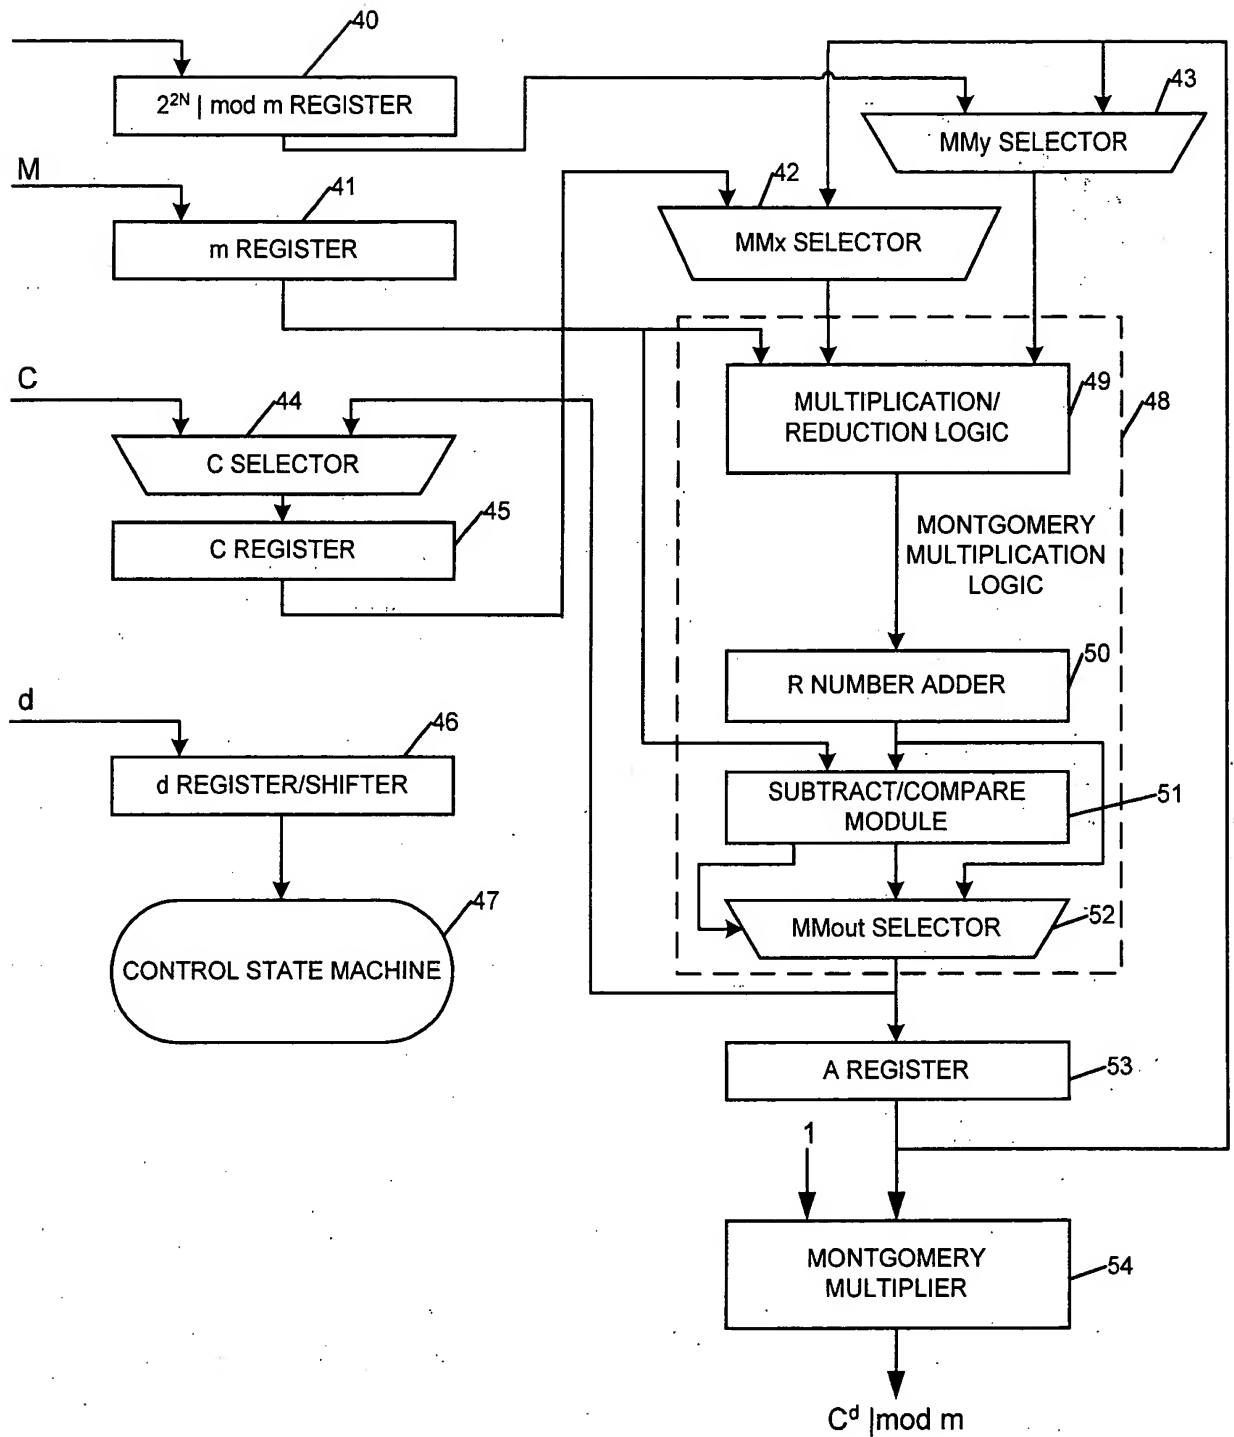 40
2²ᴺ | mod m REGISTER
43
MMy SELECTOR
M
41
m REGISTER
42
MMx SELECTOR
C
44
C SELECTOR
45
C REGISTER
49
MULTIPLICATION/
REDUCTION LOGIC
48
MONTGOMERY
MULTIPLICATION
LOGIC
50
R NUMBER ADDER
d
46
d REGISTER/SHIFTER
51
SUBTRACT/COMPARE
MODULE
47
CONTROL STATE MACHINE
52
MMout SELECTOR
53
A REGISTER
1
54
MONTGOMERY
MULTIPLIER
Cᵈ |mod m